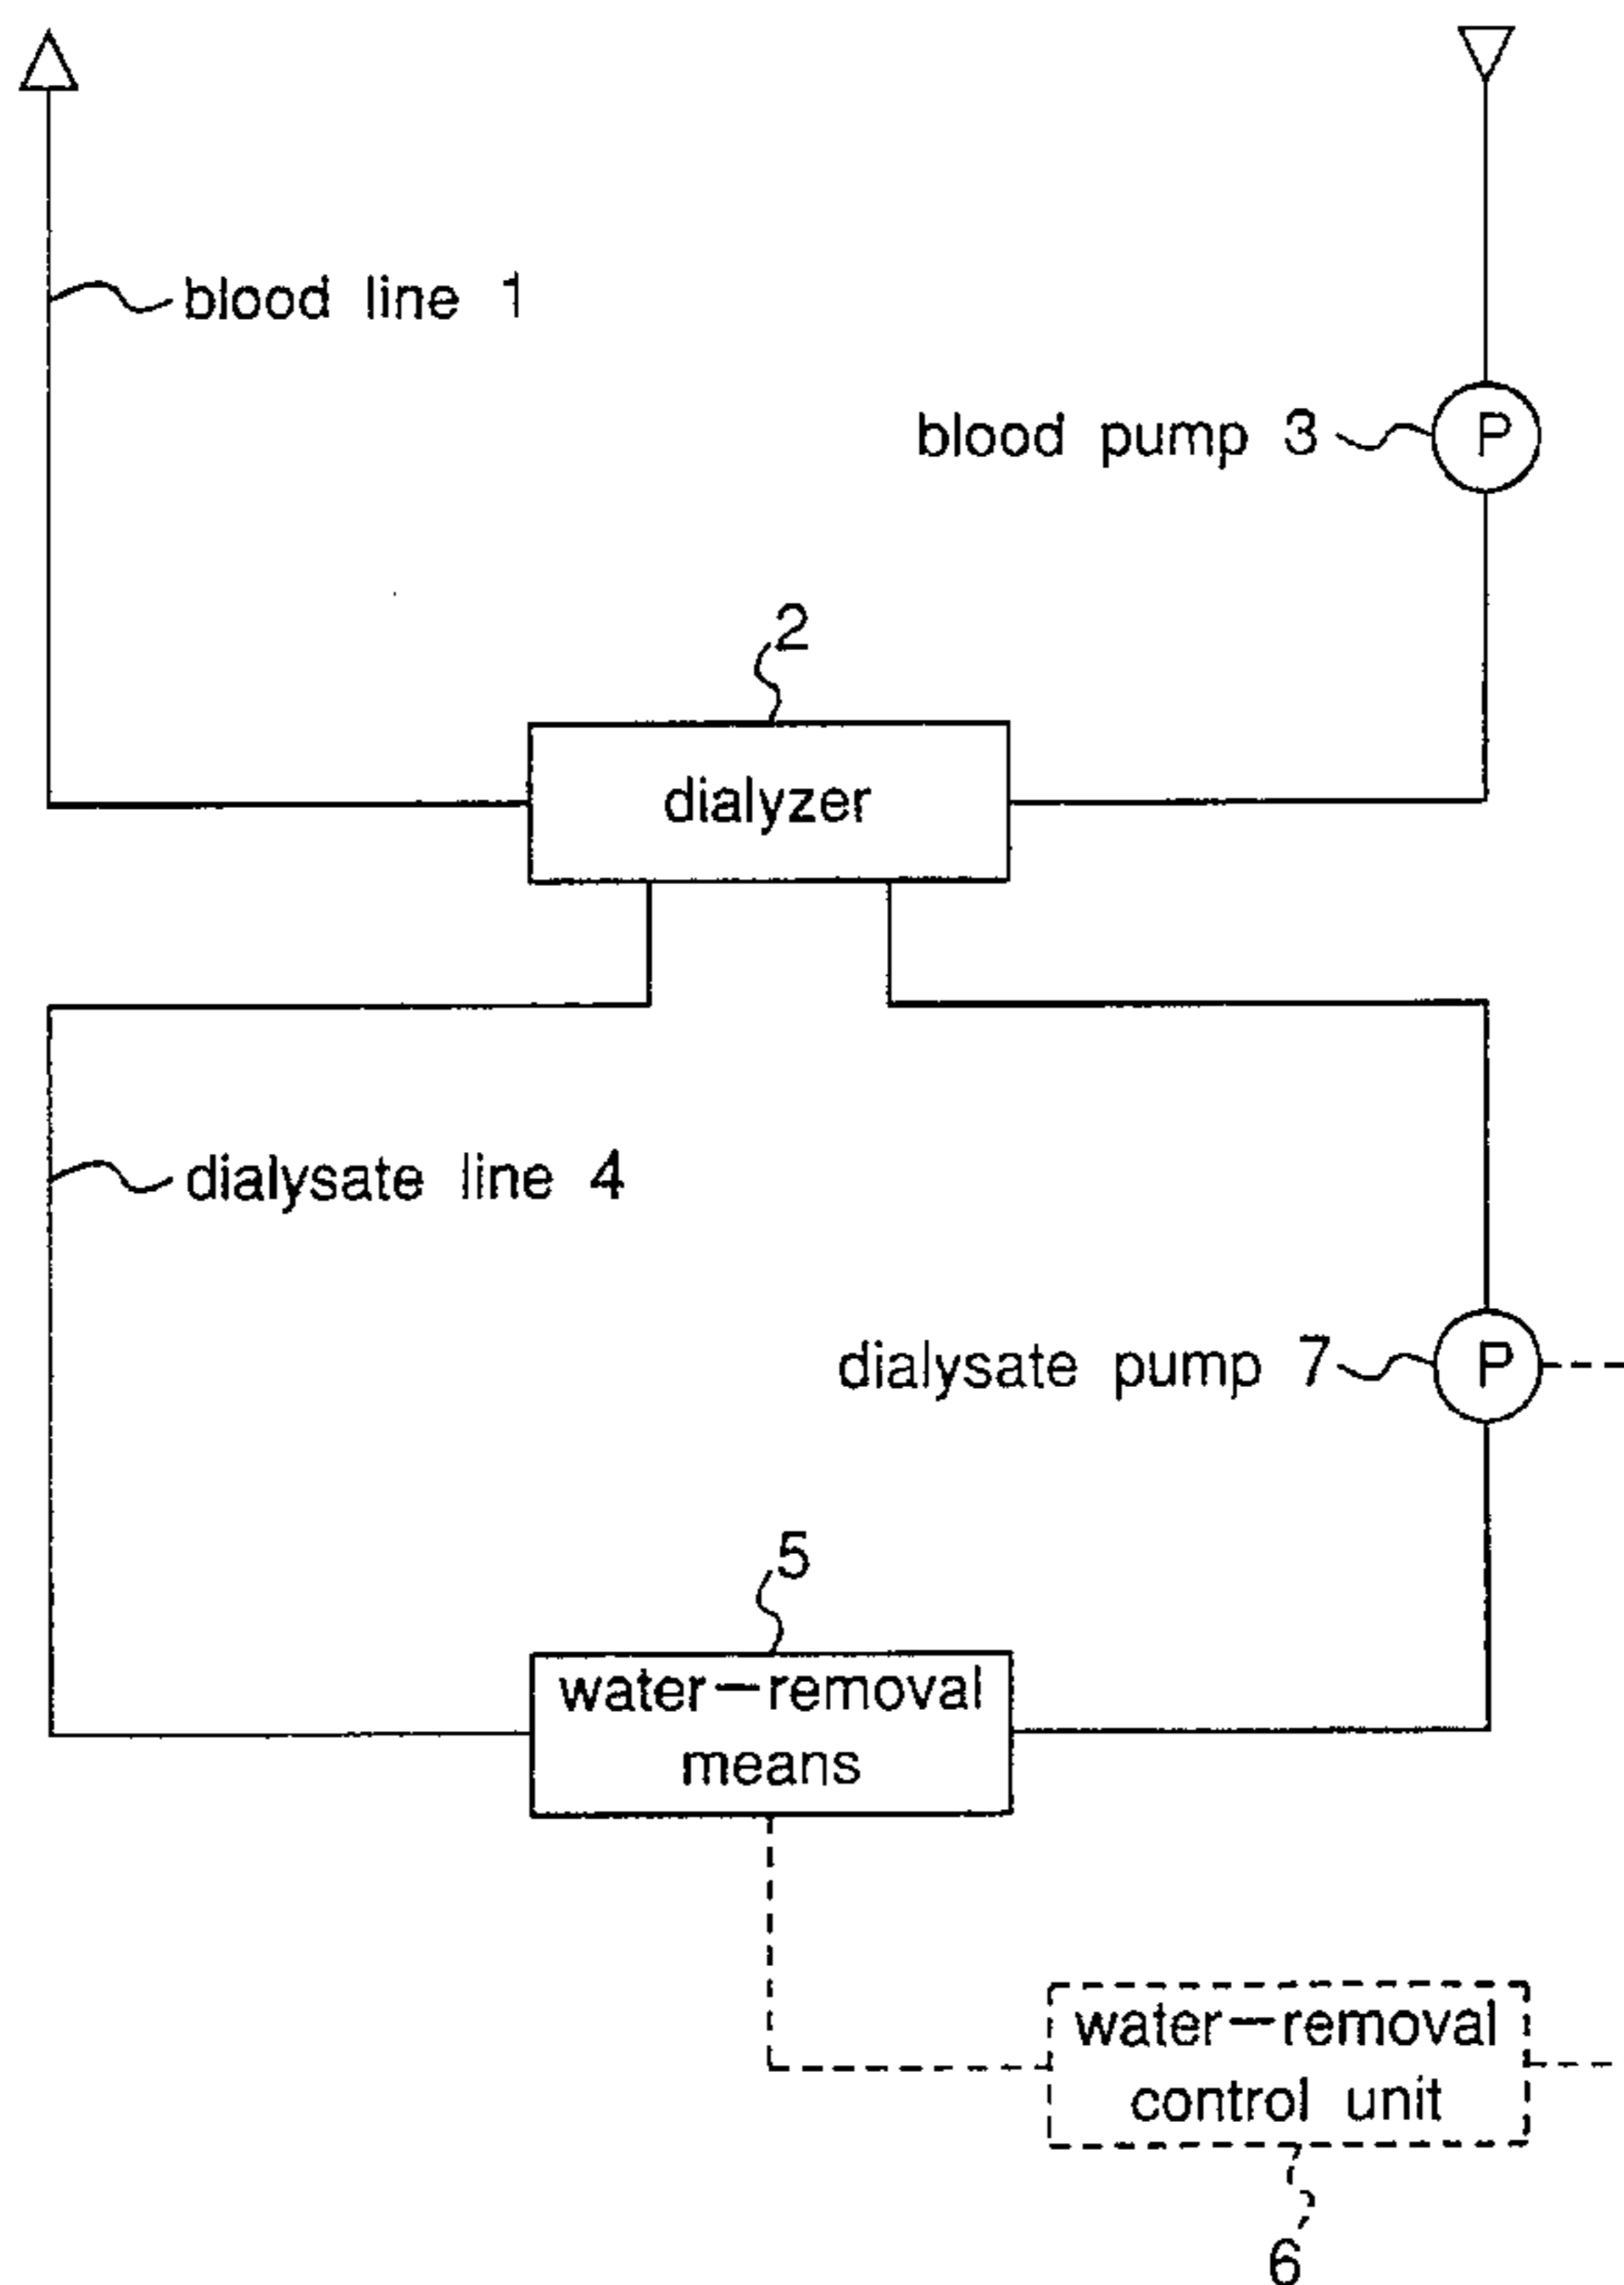 blood line 1
blood pump 3
P
2
dialyzer
dialysate line 4
dialysate pump 7
P
5
water-removal
means
water-removal
control unit
6